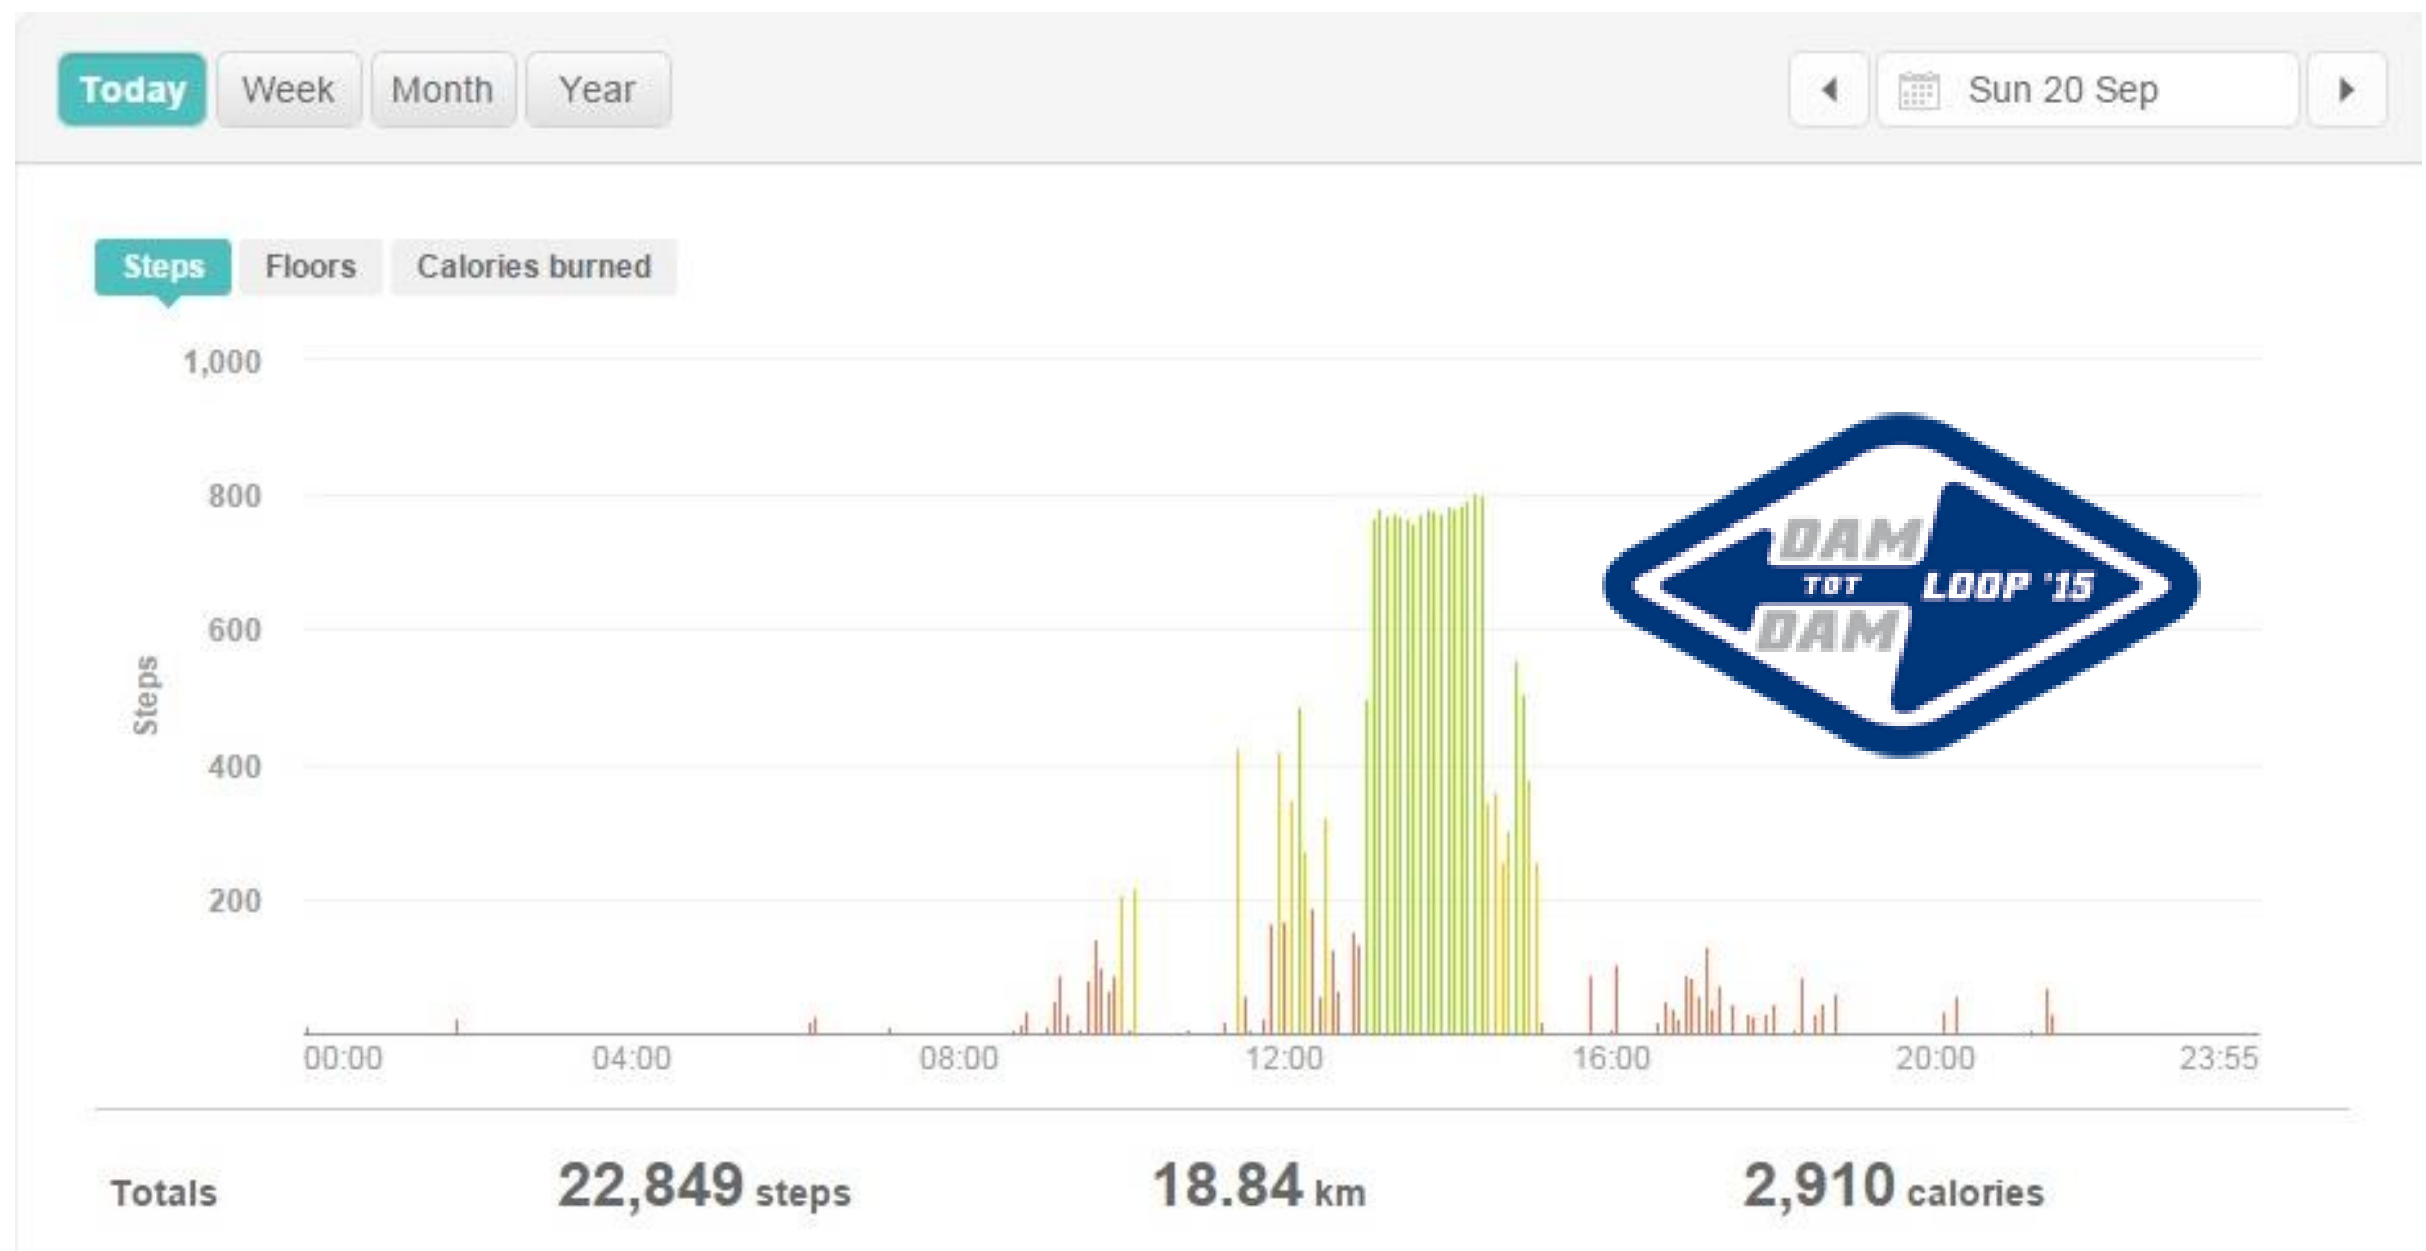 Today Week Month Year Sun 20 Sep
Steps Floors Calories burned
1,000
800
600
400
200
Steps
DAM
TOT LOOP '15
DAM
00:00 04:00 08:00 12:00 16:00 20:00 23:55
Totals 22,849 steps 18.84 km 2,910 calories